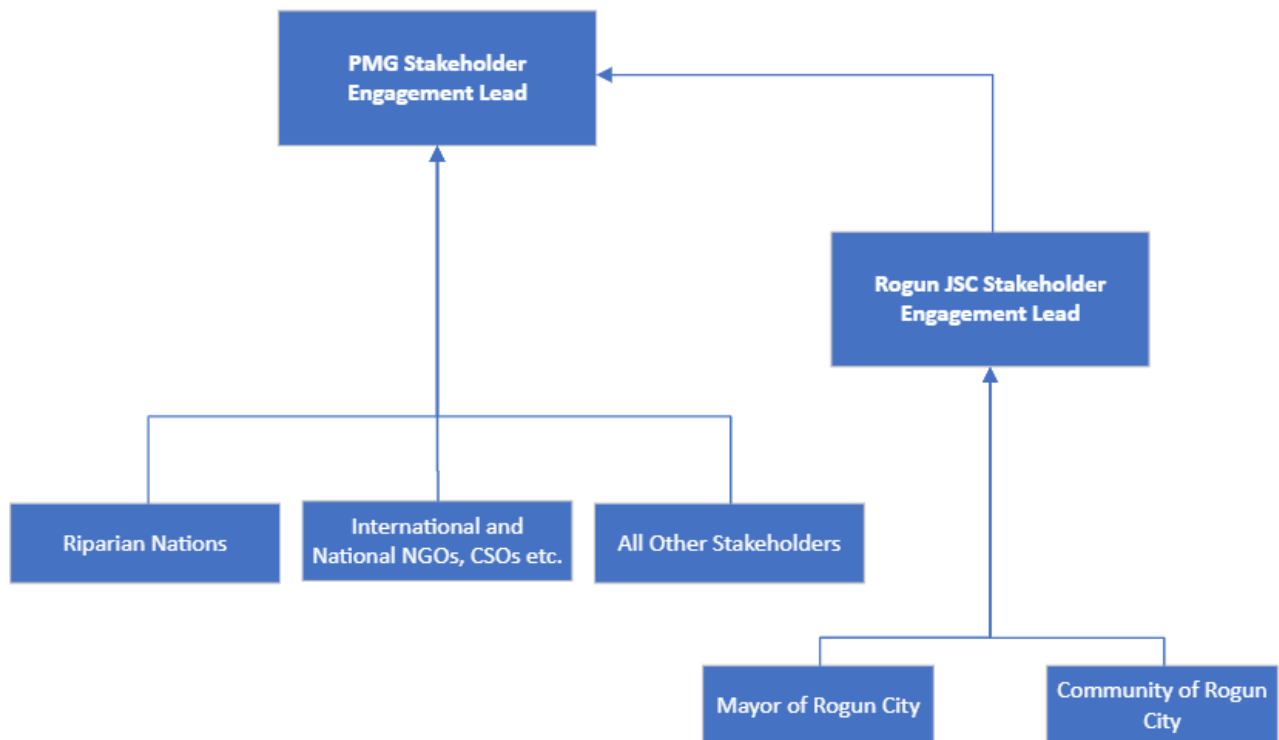 PMG Stakeholder
Engagement Lead
Rogun JSC Stakeholder
Engagement Lead
Riparian Nations
International and
National NGOs, CSOs etc.
All Other Stakeholders
Mayor of Rogun City
Community of Rogun
City